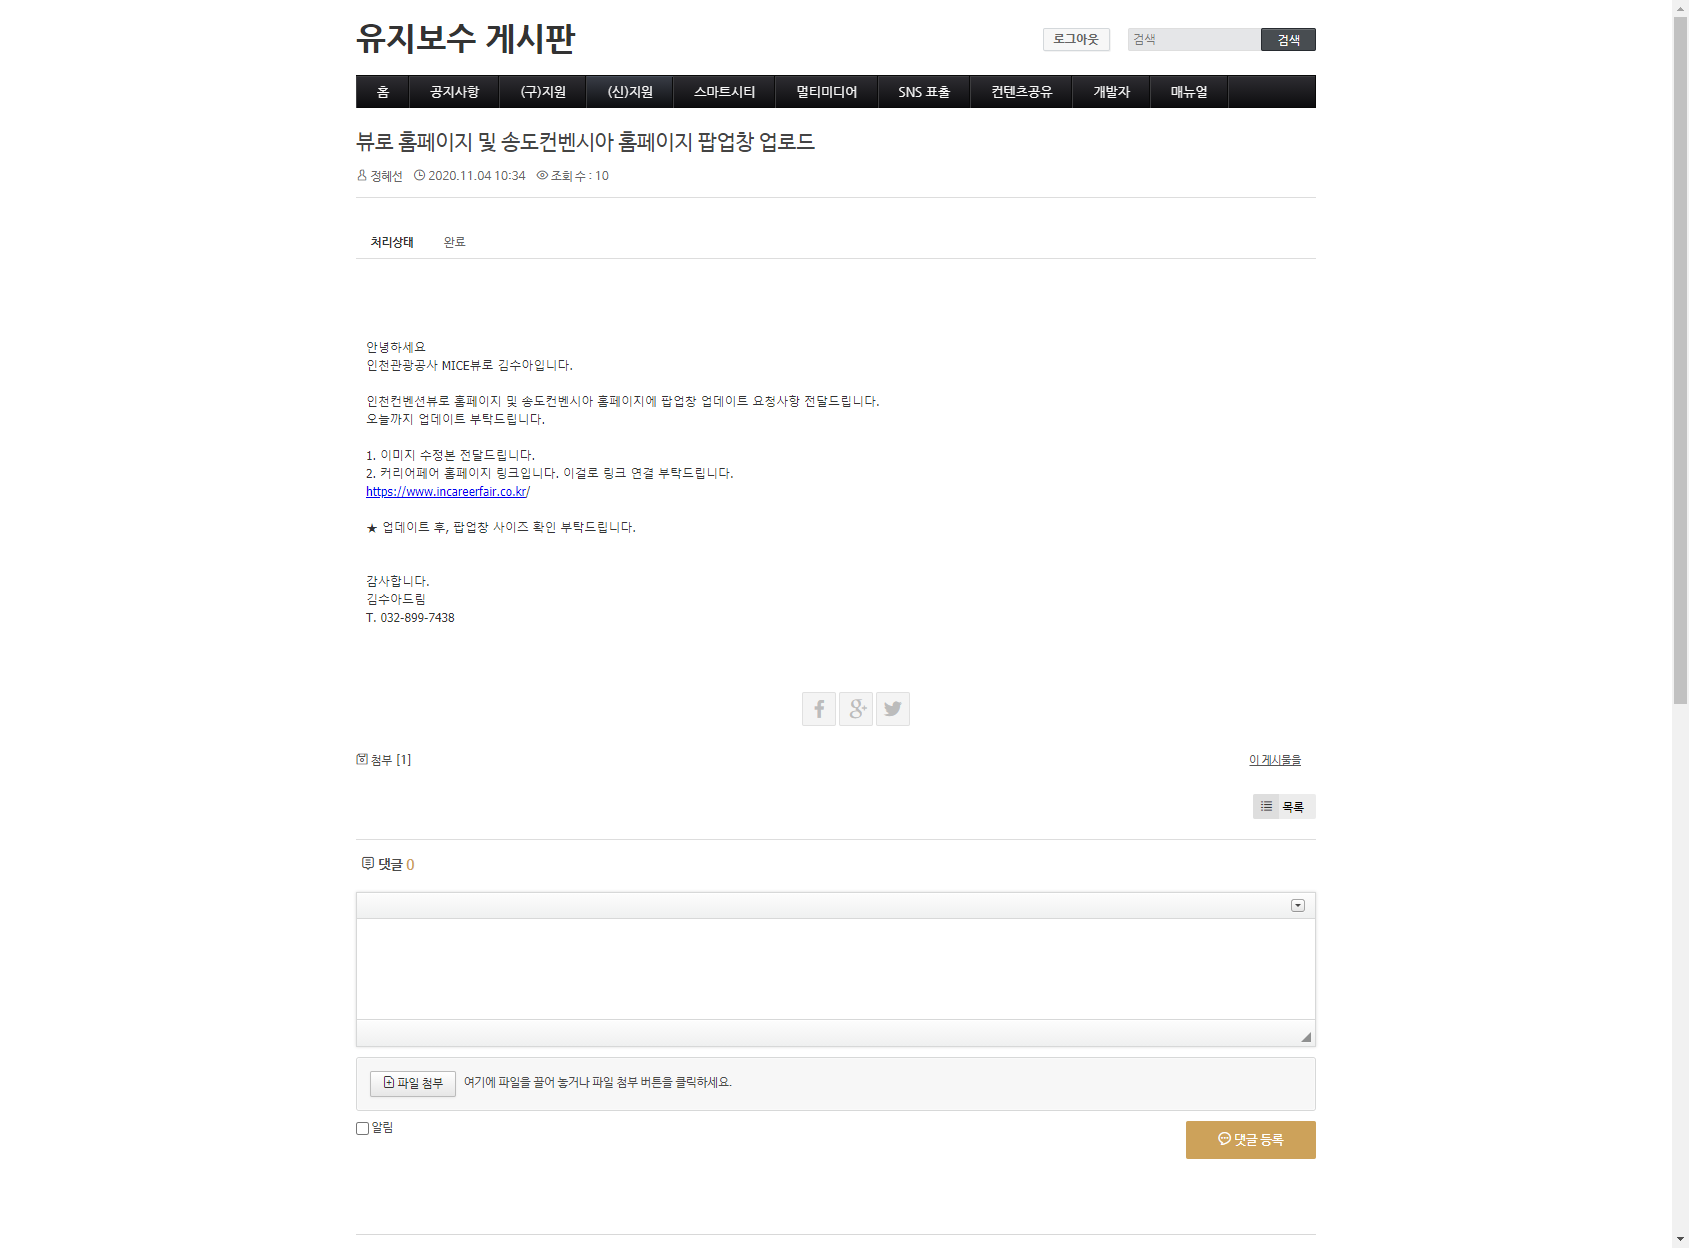 유지보수 게시판
로그아웃 검색 검색
홈 공지사항 (구)지원 (신)지원 스마트시티 멀티미디어 SNS 표출 컨텐츠공유 개발자 매뉴얼
뷰로 홈페이지 및 송도컨벤시아 홈페이지 팝업창 업로드
정혜선 2020.11.04 10:34 조회 수 : 10
처리상태 완료
안녕하세요
인천관광공사 MICE뷰로 김수아입니다.
인천컨벤션뷰로 홈페이지 및 송도컨벤시아 홈페이지에 팝업창 업데이트 요청사항 전달드립니다.
오늘까지 업데이트 부탁드립니다.
1. 이미지 수정본 전달드립니다.
2. 커리어페어 홈페이지 링크입니다. 이걸로 링크 연결 부탁드립니다.
https://www.incareerfair.co.kr/
★ 업데이트 후, 팝업창 사이즈 확인 부탁드립니다.
감사합니다.
김수아드림
T. 032-899-7438
첨부 [1] 이 게시물을
목록
댓글 0
파일 첨부 여기에 파일을 끌어 놓거나 파일 첨부 버튼을 클릭하세요.
알림 댓글 등록